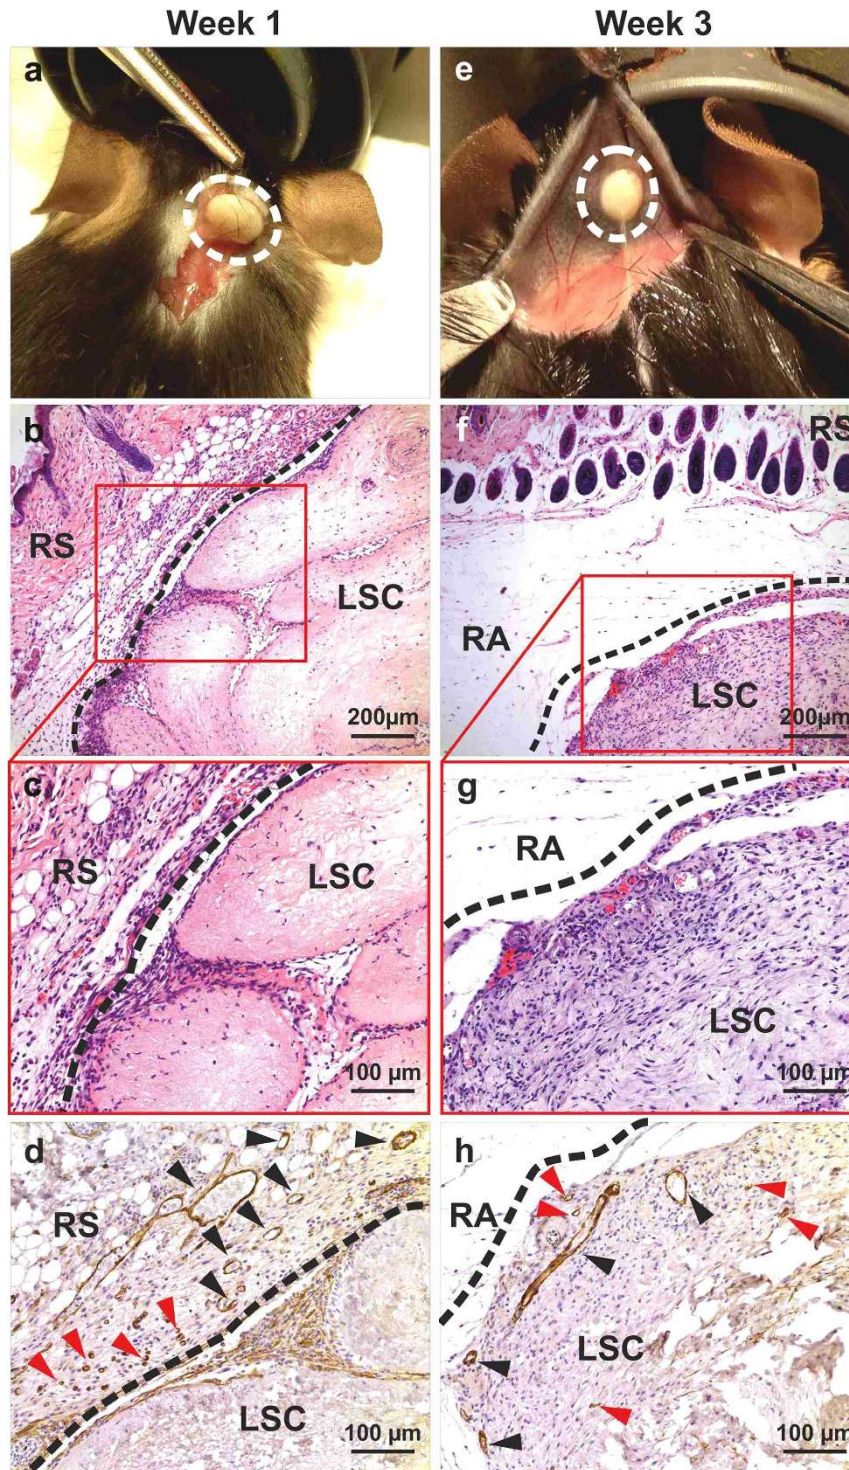 Week 1
Week 3
a
e
b
RS
LSC
200µm
f
RS
RA
LSC
200µm
c
RS
LSC
100 µm
g
RA
LSC
100 µm
d
RS
LSC
100 µm
h
RA
LSC
100 µm